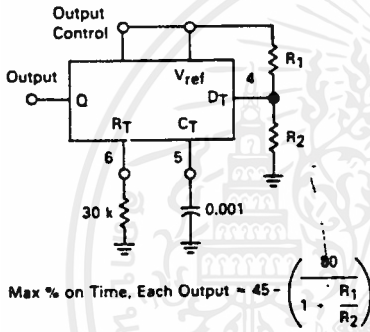 Output
Control
Output
Q
Vref
4
DT
R1
R2
RT
CT
6
5
30 k
0.001
Max % on Time, Each Output = 45 - (80 / (1 + R1/R2))